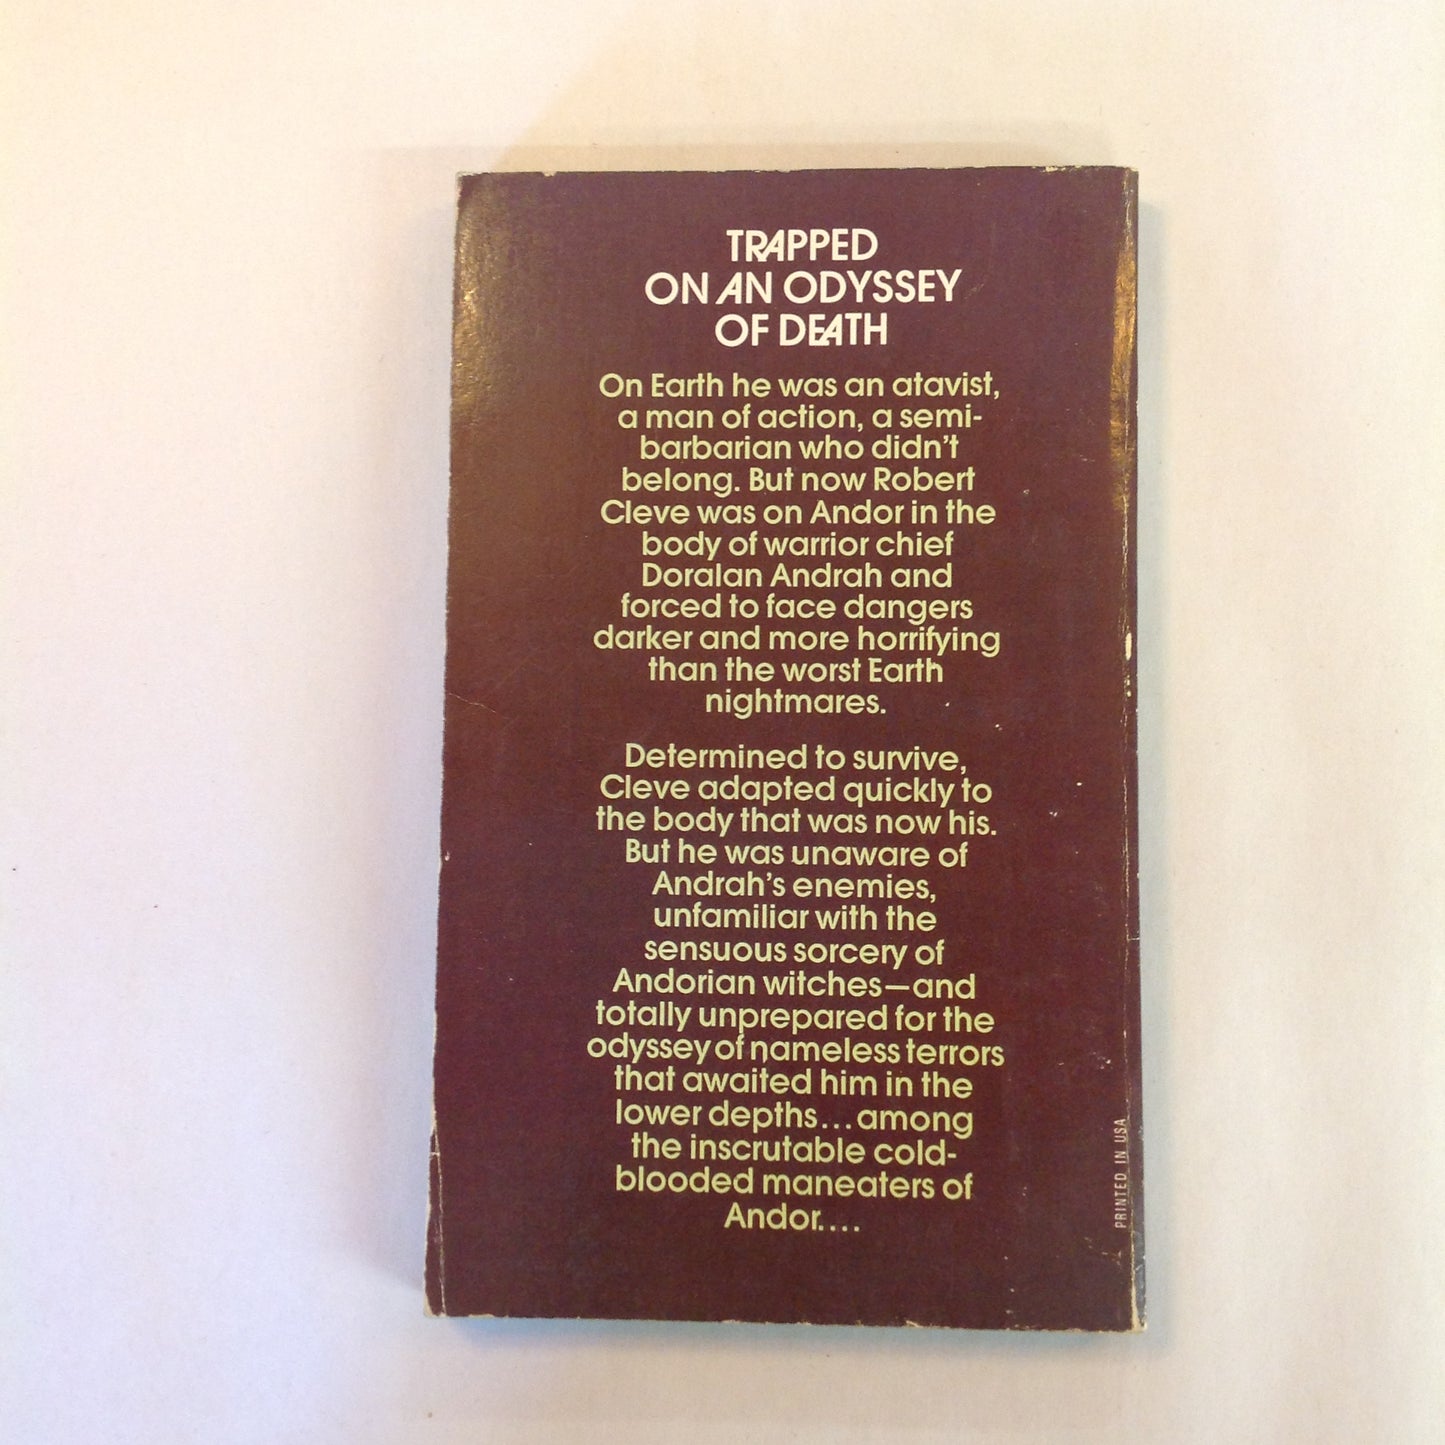 TRAPPED
ON AN ODYSSEY
OF DEATH
On Earth he was an atavist,
a man of action, a semi-
barbarian who didn't
belong. But now Robert
Cleve was on Andor in the
body of warrior chief
Doralan Andrah and
forced to face dangers
darker and more horrifying
than the worst Earth
nightmares.
Determined to survive,
Cleve adapted quickly to
the body that was now his.
But he was unaware of
Andrah's enemies,
unfamiliar with the
sensuous sorcery of
Andorian witches—and
totally unprepared for the
odyssey of nameless terrors
that awaited him in the
lower depths...among
the inscrutable cold-
blooded maneaters of
Andor....
PRINTED IN USA